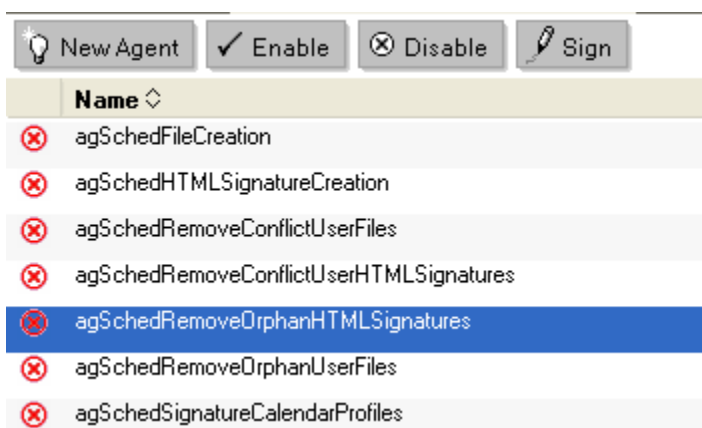 New Agent Enable Disable Sign
Name
agSchedFileCreation
agSchedHTMLSignatureCreation
agSchedRemoveConflictUserFiles
agSchedRemoveConflictUserHTMLSignatures
agSchedRemoveOrphanHTMLSignatures
agSchedRemoveOrphanUserFiles
agSchedSignatureCalendarProfiles